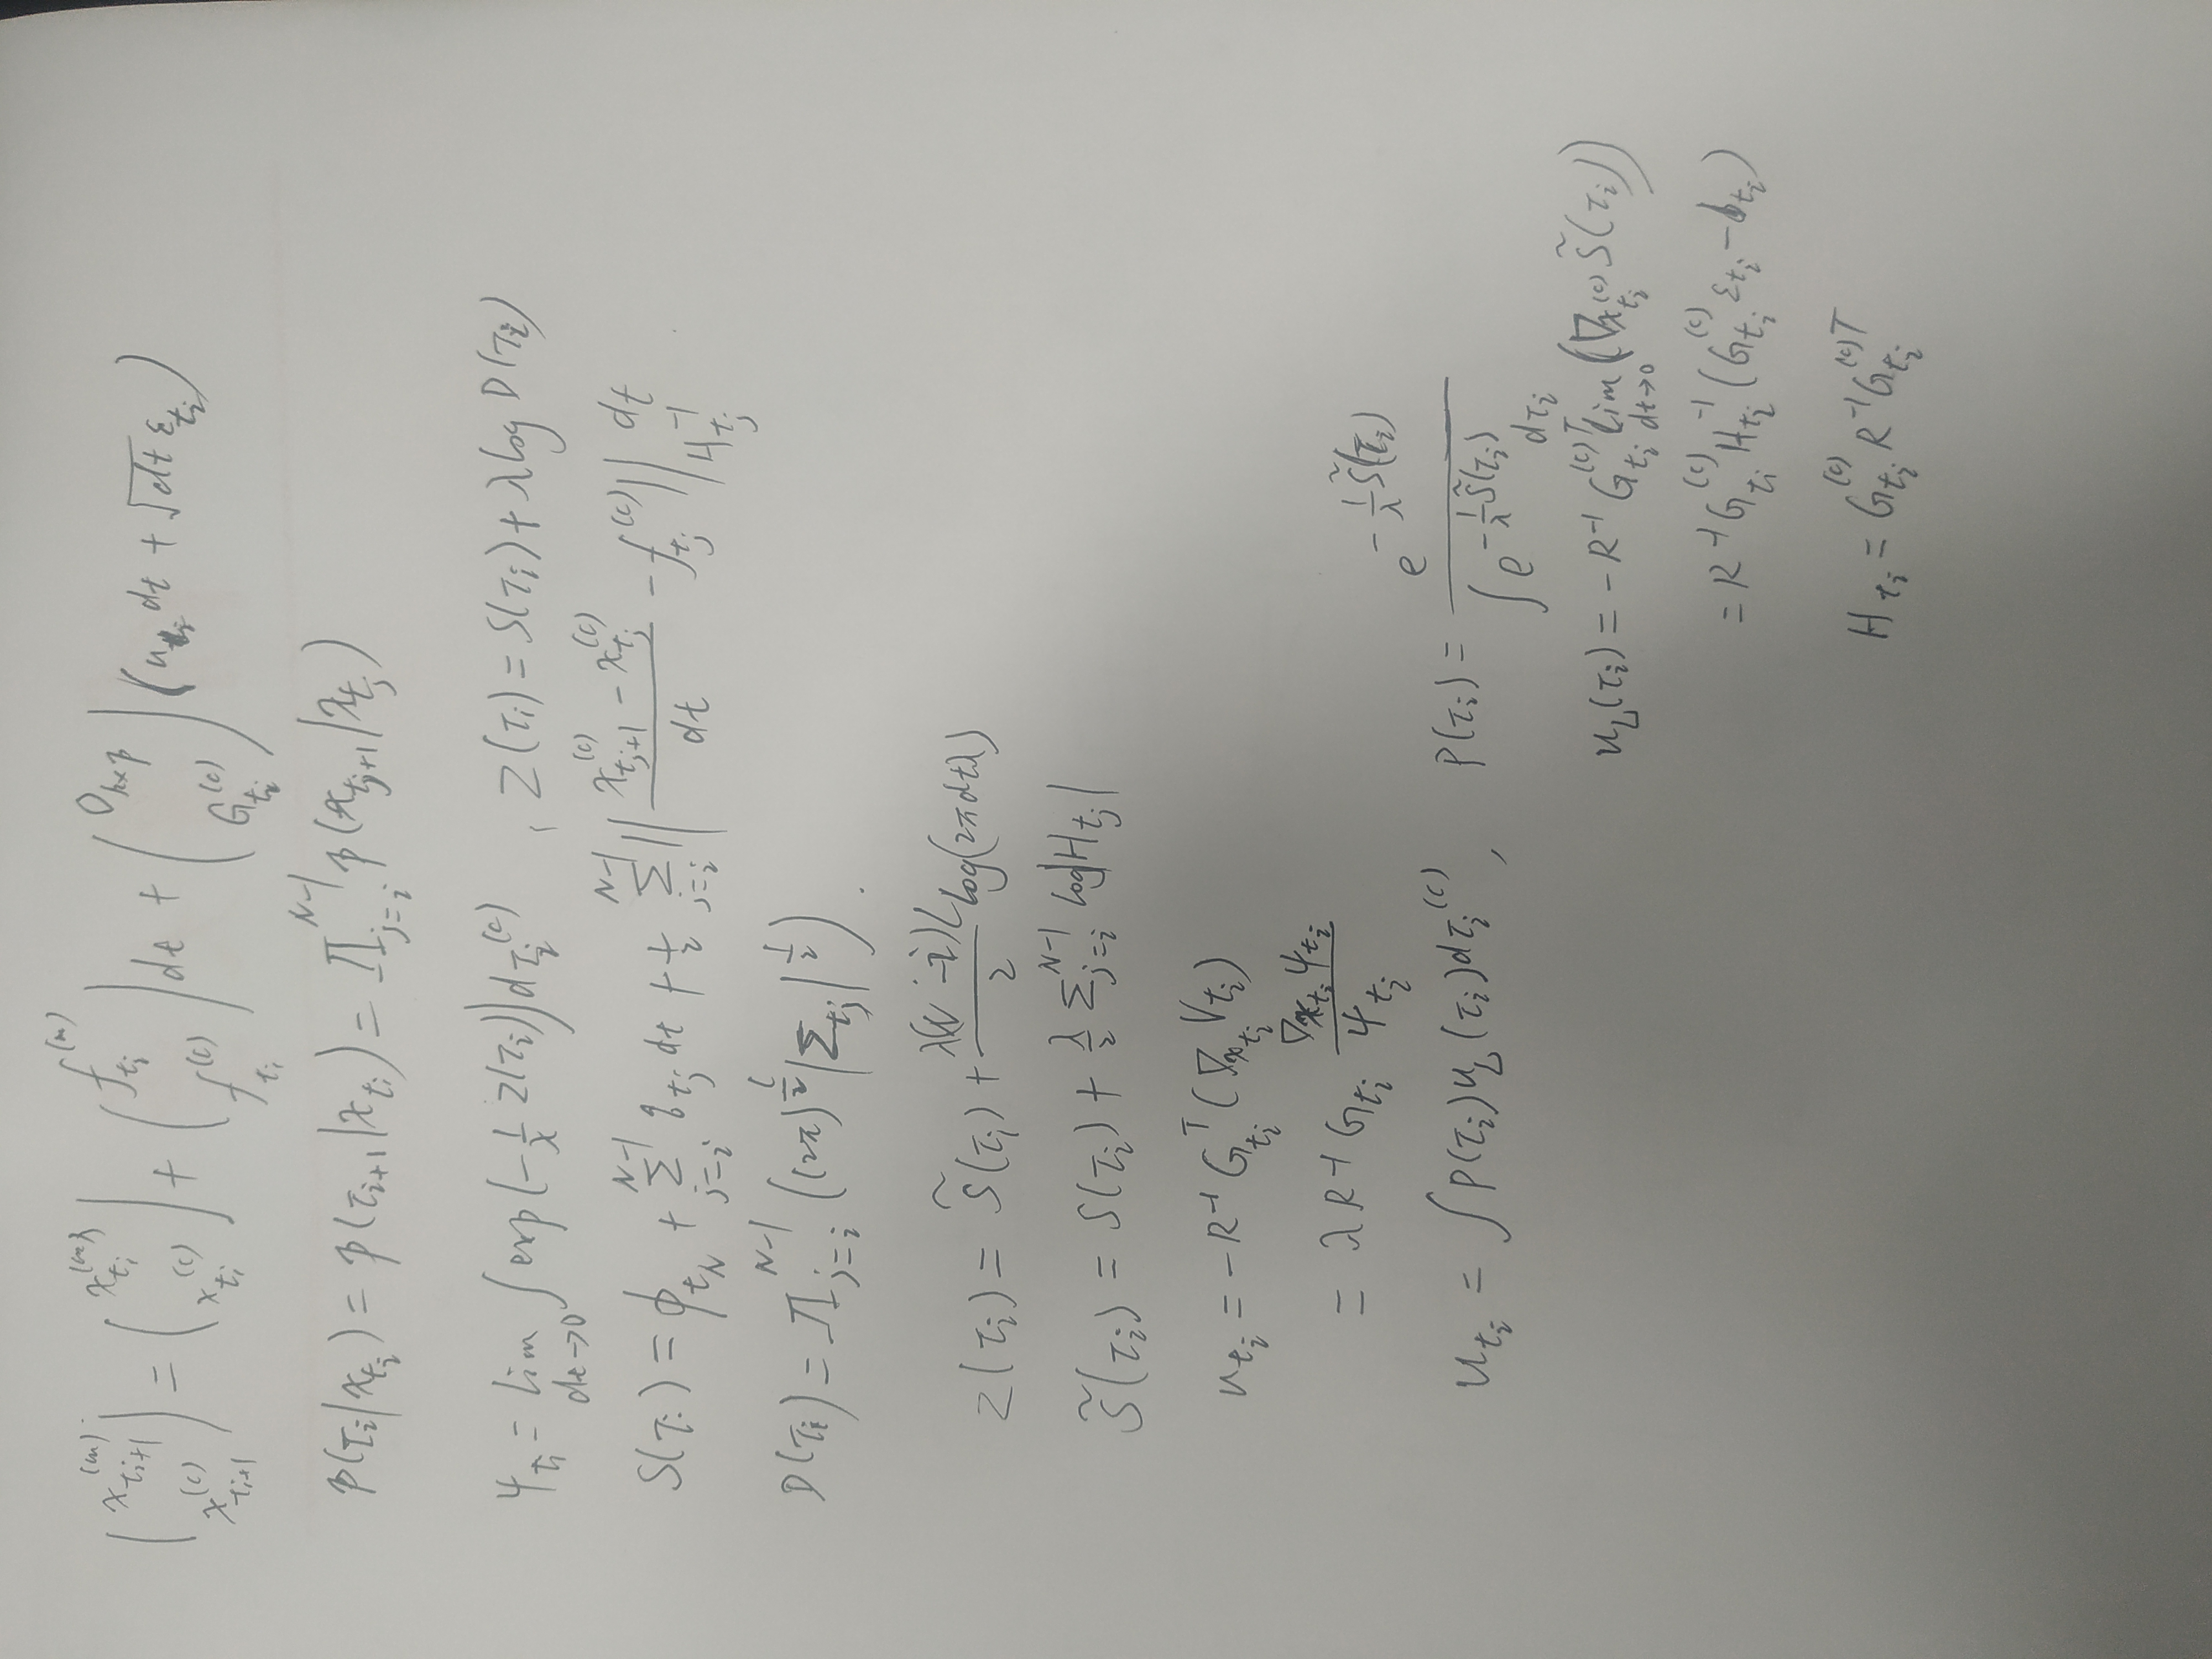 $\begin{pmatrix} x_{t_{i+1}}^{(m)} \\ x_{t_{i+1}}^{(c)} \end{pmatrix} = \begin{pmatrix} x_{t_i}^{(m)} \\ x_{t_i}^{(c)} \end{pmatrix} + \begin{pmatrix} f_{t_i}^{(m)} \\ f_{t_i}^{(c)} \end{pmatrix} dt + \begin{pmatrix} 0_{k \times p} \\ G_{t_i}^{(c)} \end{pmatrix} (u_{t_i} dt + \sqrt{dt} \varepsilon_{t_i})$
$p(\tau_i | x_{t_i}) = p(\tau_{i+1} | x_{t_i}) = \Pi_{j=i}^{N-1} p(x_{t_{j+1}} | x_{t_j})$
$\psi_{t_i} = \lim_{dt \to 0} \int \exp(-\frac{1}{\lambda} Z(\tau_i)) d\tau_i^{(c)} , Z(\tau_i) = S(\tau_i) + \lambda \log D(\tau_i)$
$S(\tau_i) = \phi_{t_N} + \sum_{j=i}^{N-1} q_{t_j} dt + \frac{1}{2} \sum_{j=i}^{N-1} \left\| \frac{x_{t_{j+1}}^{(c)} - x_{t_j}^{(c)}}{dt} - f_{t_j}^{(c)} \right\|_{H_{t_j}^{-1}} dt$
$D(\tau_i) = \Pi_{j=i}^{N-1} ((2\pi)^{\frac{l}{2}} |\Sigma_{t_j}|^{\frac{1}{2}}) .$
$Z(\tau_i) = \tilde{S}(\tau_i) + \frac{\lambda(N-i)l}{2} \log(2\pi dt \lambda)$
$\tilde{S}(\tau_i) = S(\tau_i) + \frac{\lambda}{2} \Sigma_{j=i}^{N-1} \log |H_{t_j}|$
$u_{t_i} = -R^{-1} G_{t_i}^T (\nabla_{x_{t_i}} V_{t_i})$
$= \lambda R^{-1} G_{t_i} \frac{\nabla_{x_{t_i}} \psi_{t_i}}{\psi_{t_i}}$
$u_{t_i} = \int P(\tau_i) u_L(\tau_i) d\tau_i^{(c)} , P(\tau_i) = \frac{e^{-\frac{1}{\lambda} \tilde{S}(\tau_i)}}{\int e^{-\frac{1}{\lambda} \tilde{S}(\tau_i)} d\tau_i}$
$u_L(\tau_i) = -R^{-1} G_{t_i}^{(c)T} \lim_{dt \to 0} (\nabla_{x_{t_i}^{(c)}} \tilde{S}(\tau_i))$
$= R^{-1} G_{t_i}^{(c)} H_{t_i}^{-1} (G_{t_i}^{(c)} \varepsilon_{t_i} - b_{t_i})$
$H_{t_i} = G_{t_i}^{(c)} R^{-1} G_{t_i}^{(c)T}$